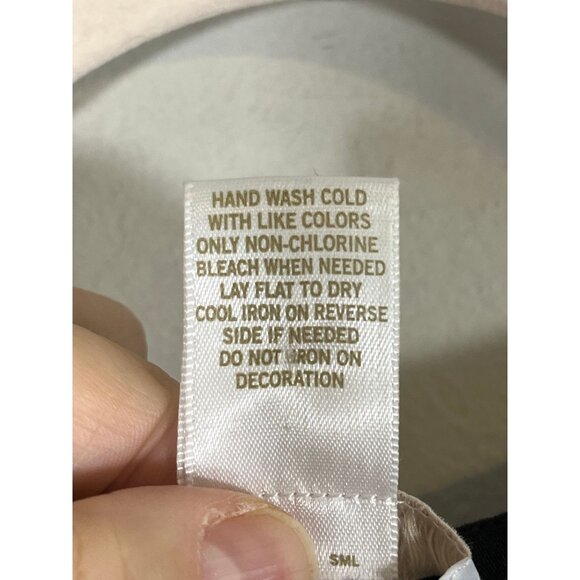 HAND WASH COLD
WITH LIKE COLORS
ONLY NON-CHLORINE
BLEACH WHEN NEEDED
LAY FLAT TO DRY
COOL IRON ON REVERSE
SIDE IF NEEDED
DO NOT IRON ON
DECORATION
SML